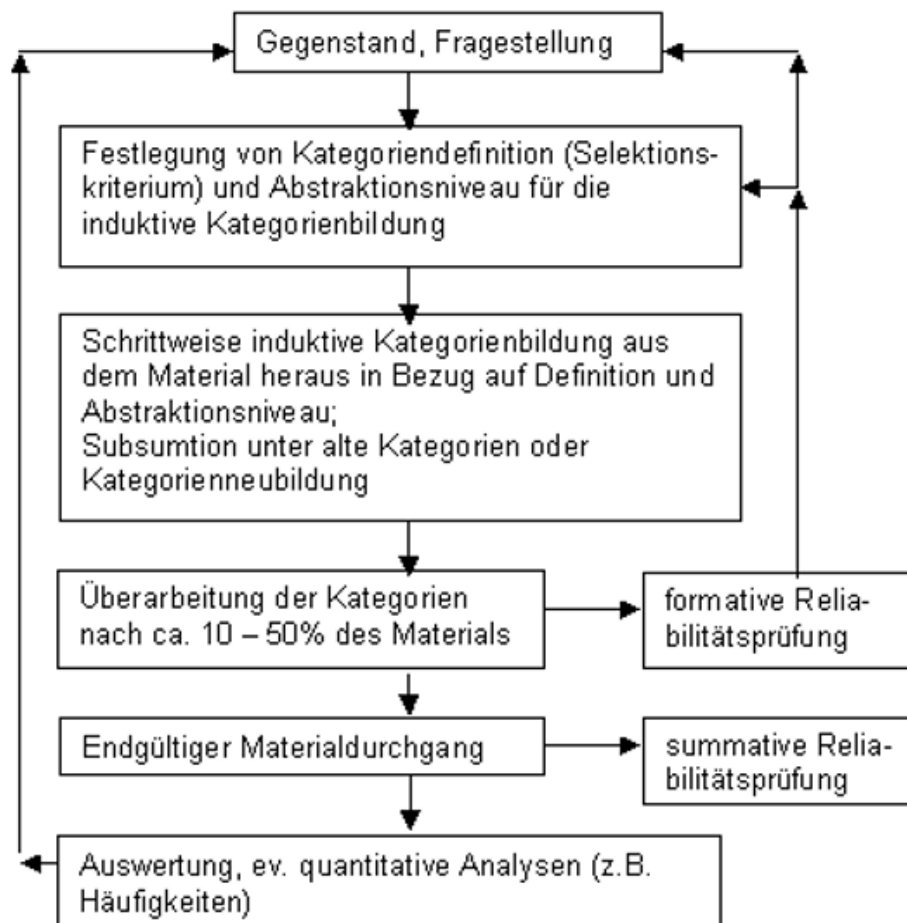 Gegenstand, Fragestellung
Festlegung von Kategoriendefinition (Selektions-
kriterium) und Abstraktionsniveau für die
induktive Kategorienbildung
Schrittweise induktive Kategorienbildung aus
dem Material heraus in Bezug auf Definition und
Abstraktionsniveau;
Subsumtion unter alte Kategorien oder
Kategorienneubildung
Überarbeitung der Kategorien
nach ca. 10 – 50% des Materials
formative Relia-
bilitätsprüfung
Endgültiger Materialdurchgang
summative Relia-
bilitätsprüfung
Auswertung, ev. quantitative Analysen (z.B.
Häufigkeiten)